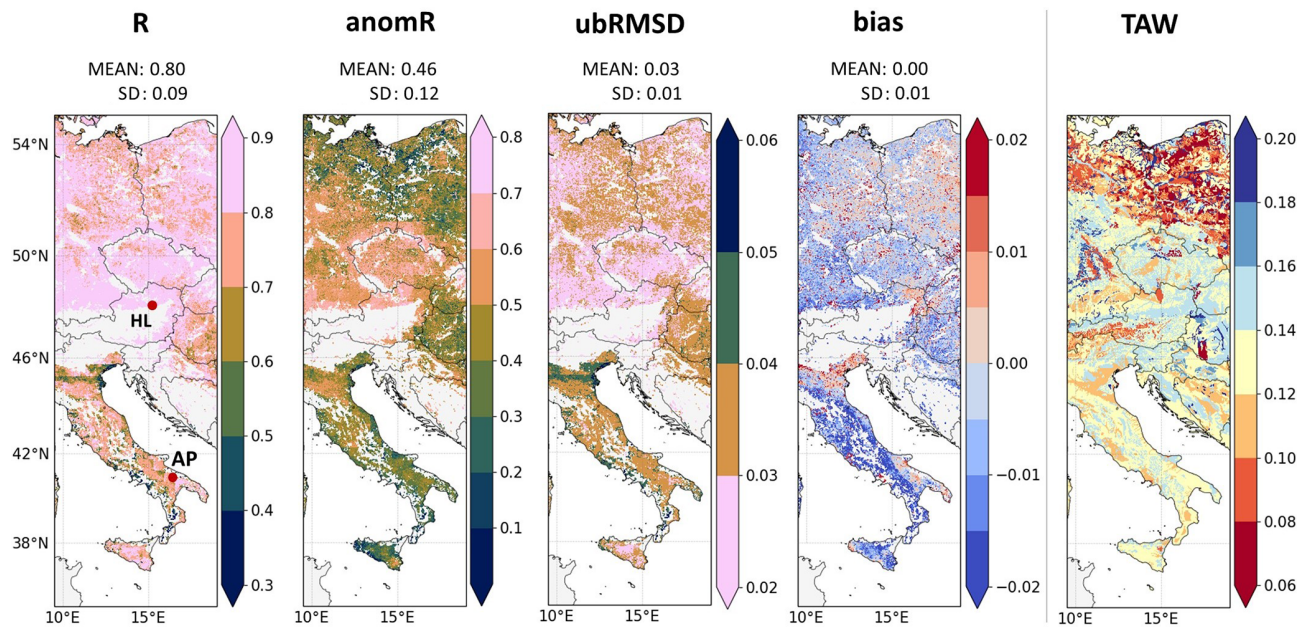 R anomR ubRMSD bias TAW
MEAN: 0.80 MEAN: 0.46 MEAN: 0.03 MEAN: 0.00
SD: 0.09 SD: 0.12 SD: 0.01 SD: 0.01
54°N
50°N
46°N
42°N
38°N
HL
AP
10°E 15°E
0.9
0.8
0.7
0.6
0.5
0.4
0.3
10°E 15°E
0.8
0.7
0.6
0.5
0.4
0.3
0.2
0.1
10°E 15°E
0.06
0.05
0.04
0.03
0.02
10°E 15°E
0.02
0.01
0.00
−0.01
−0.02
10°E 15°E
0.20
0.18
0.16
0.14
0.12
0.10
0.08
0.06